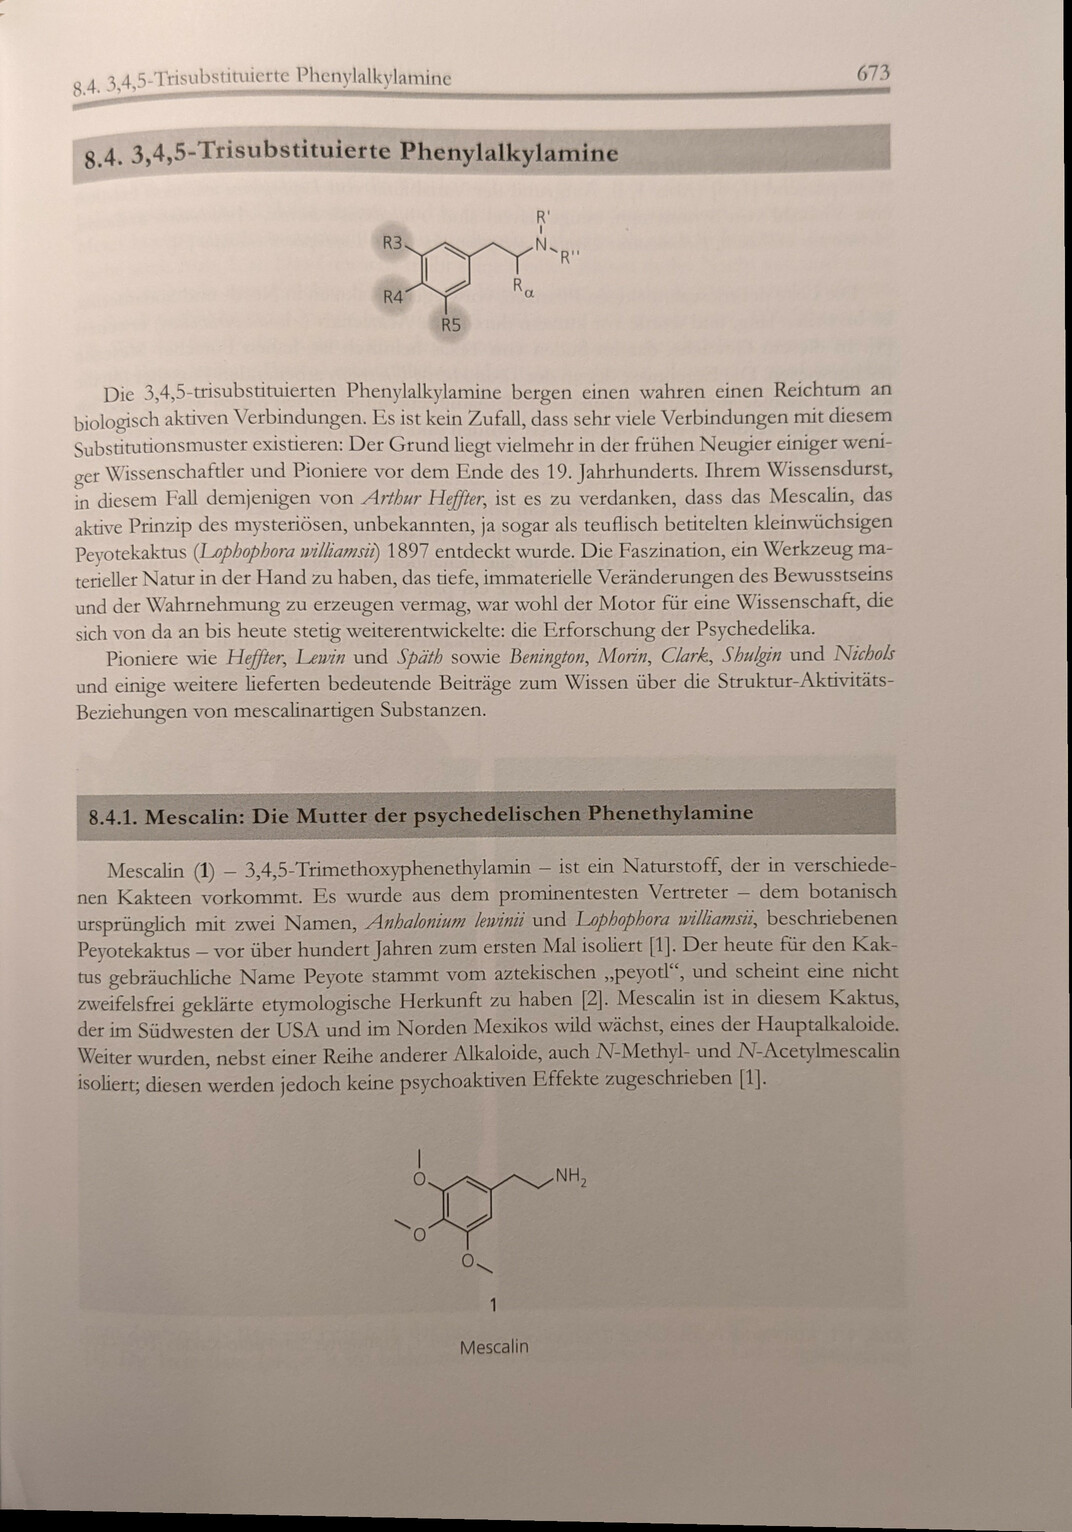 8.4. 3,4,5-Trisubstituierte Phenylalkylamine 673
8.4. 3,4,5-Trisubstituierte Phenylalkylamine
R'
R3 N R''
R4 Rα
R5
Die 3,4,5-trisubstituierten Phenylalkylamine bergen einen wahren einen Reichtum an
biologisch aktiven Verbindungen. Es ist kein Zufall, dass sehr viele Verbindungen mit diesem
Substitutionsmuster existieren: Der Grund liegt vielmehr in der frühen Neugier einiger weni-
ger Wissenschaftler und Pioniere vor dem Ende des 19. Jahrhunderts. Ihrem Wissensdurst,
in diesem Fall demjenigen von Arthur Heffter, ist es zu verdanken, dass das Mescalin, das
aktive Prinzip des mysteriösen, unbekannten, ja sogar als teuflisch betitelten kleinwüchsigen
Peyotekaktus (Lophophora williamsii) 1897 entdeckt wurde. Die Faszination, ein Werkzeug ma-
terieller Natur in der Hand zu haben, das tiefe, immaterielle Veränderungen des Bewusstseins
und der Wahrnehmung zu erzeugen vermag, war wohl der Motor für eine Wissenschaft, die
sich von da an bis heute stetig weiterentwickelte: die Erforschung der Psychedelika.
Pioniere wie Heffter, Lewin und Späth sowie Benington, Morin, Clark, Shulgin und Nichols
und einige weitere lieferten bedeutende Beiträge zum Wissen über die Struktur-Aktivitäts-
Beziehungen von mescalinartigen Substanzen.
8.4.1. Mescalin: Die Mutter der psychedelischen Phenethylamine
Mescalin (1) – 3,4,5-Trimethoxyphenethylamin – ist ein Naturstoff, der in verschiede-
nen Kakteen vorkommt. Es wurde aus dem prominentesten Vertreter – dem botanisch
ursprünglich mit zwei Namen, Anhalonium lewinii und Lophophora williamsii, beschriebenen
Peyotekaktus – vor über hundert Jahren zum ersten Mal isoliert [1]. Der heute für den Kak-
tus gebräuchliche Name Peyote stammt vom aztekischen „peyotl“, und scheint eine nicht
zweifelsfrei geklärte etymologische Herkunft zu haben [2]. Mescalin ist in diesem Kaktus,
der im Südwesten der USA und im Norden Mexikos wild wächst, eines der Hauptalkaloide.
Weiter wurden, nebst einer Reihe anderer Alkaloide, auch N-Methyl- und N-Acetylmescalin
isoliert; diesen werden jedoch keine psychoaktiven Effekte zugeschrieben [1].
O NH2
O
O
1
Mescalin